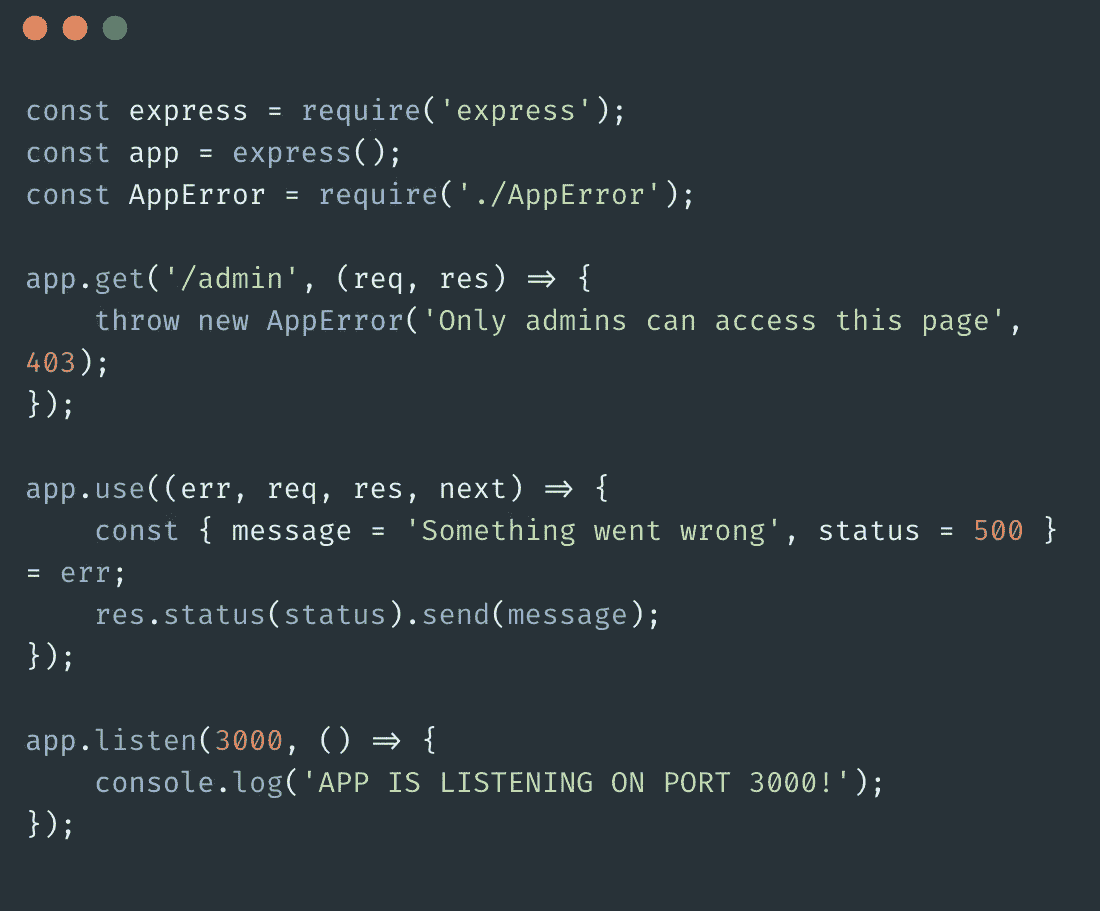 const express = require('express');
const app = express();
const AppError = require('./AppError');
app.get('/admin', (req, res) => {
    throw new AppError('Only admins can access this page',
403);
});
app.use((err, req, res, next) => {
    const { message = 'Something went wrong', status = 500 }
= err;
    res.status(status).send(message);
});
app.listen(3000, () => {
    console.log('APP IS LISTENING ON PORT 3000!');
});